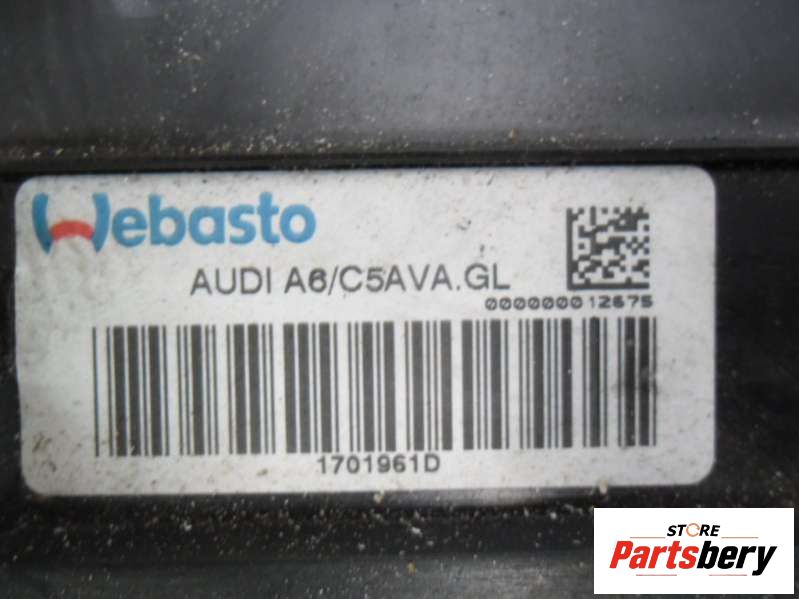 Webasto
AUDI A6/C5AVA.GL
000000012675
1701961D
STORE
Partsbery